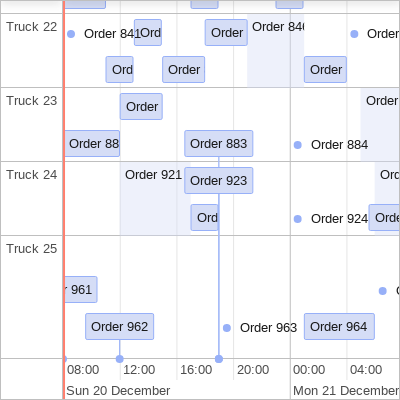 Truck 22
Order 841
Ord
Order
Order 846
Order
Ord
Order
Order
Truck 23
Order
Order
Order 88
Order 883
Order 884
Truck 24
Order 921
Order 923
Ord
Ord
Order 924
Orde
Truck 25
961
Order 962
Order 963
Order 964
08:00
12:00
16:00
20:00
00:00
04:00
Sun 20 December
Mon 21 December